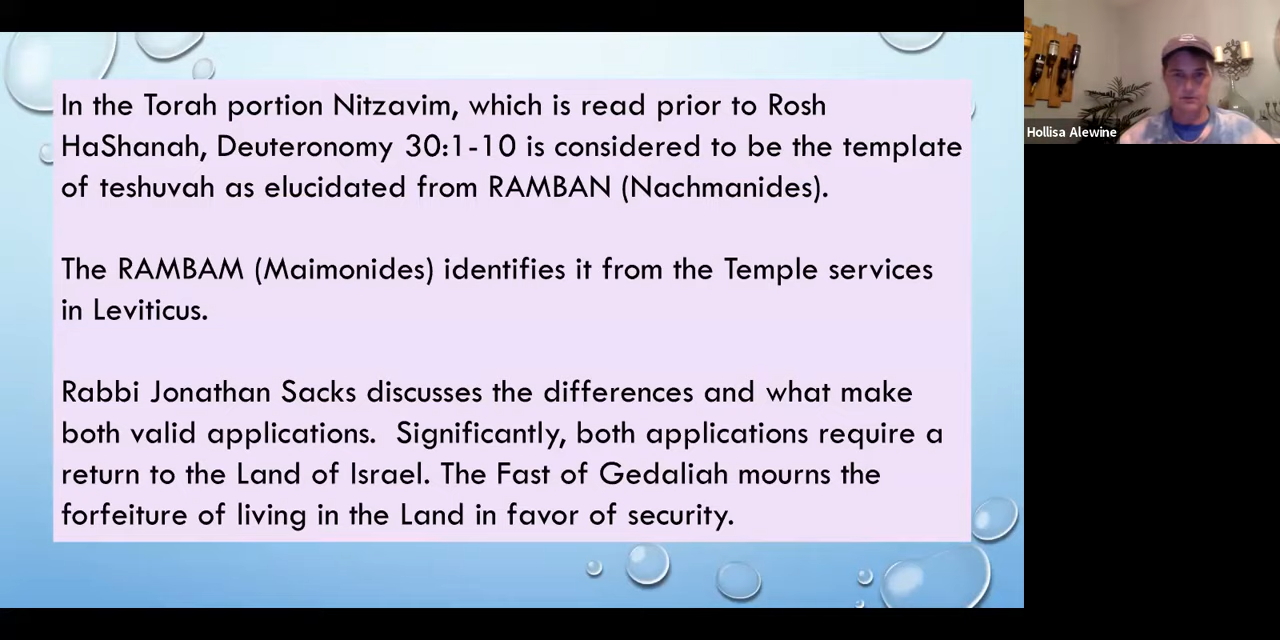 In the Torah portion Nitzavim, which is read prior to Rosh
HaShanah, Deuteronomy 30:1-10 is considered to be the template
of teshuvah as elucidated from RAMBAN (Nachmanides).
The RAMBAM (Maimonides) identifies it from the Temple services
in Leviticus.
Rabbi Jonathan Sacks discusses the differences and what make
both valid applications.  Significantly, both applications require a
return to the Land of Israel. The Fast of Gedaliah mourns the
forfeiture of living in the Land in favor of security.
Hollisa Alewine